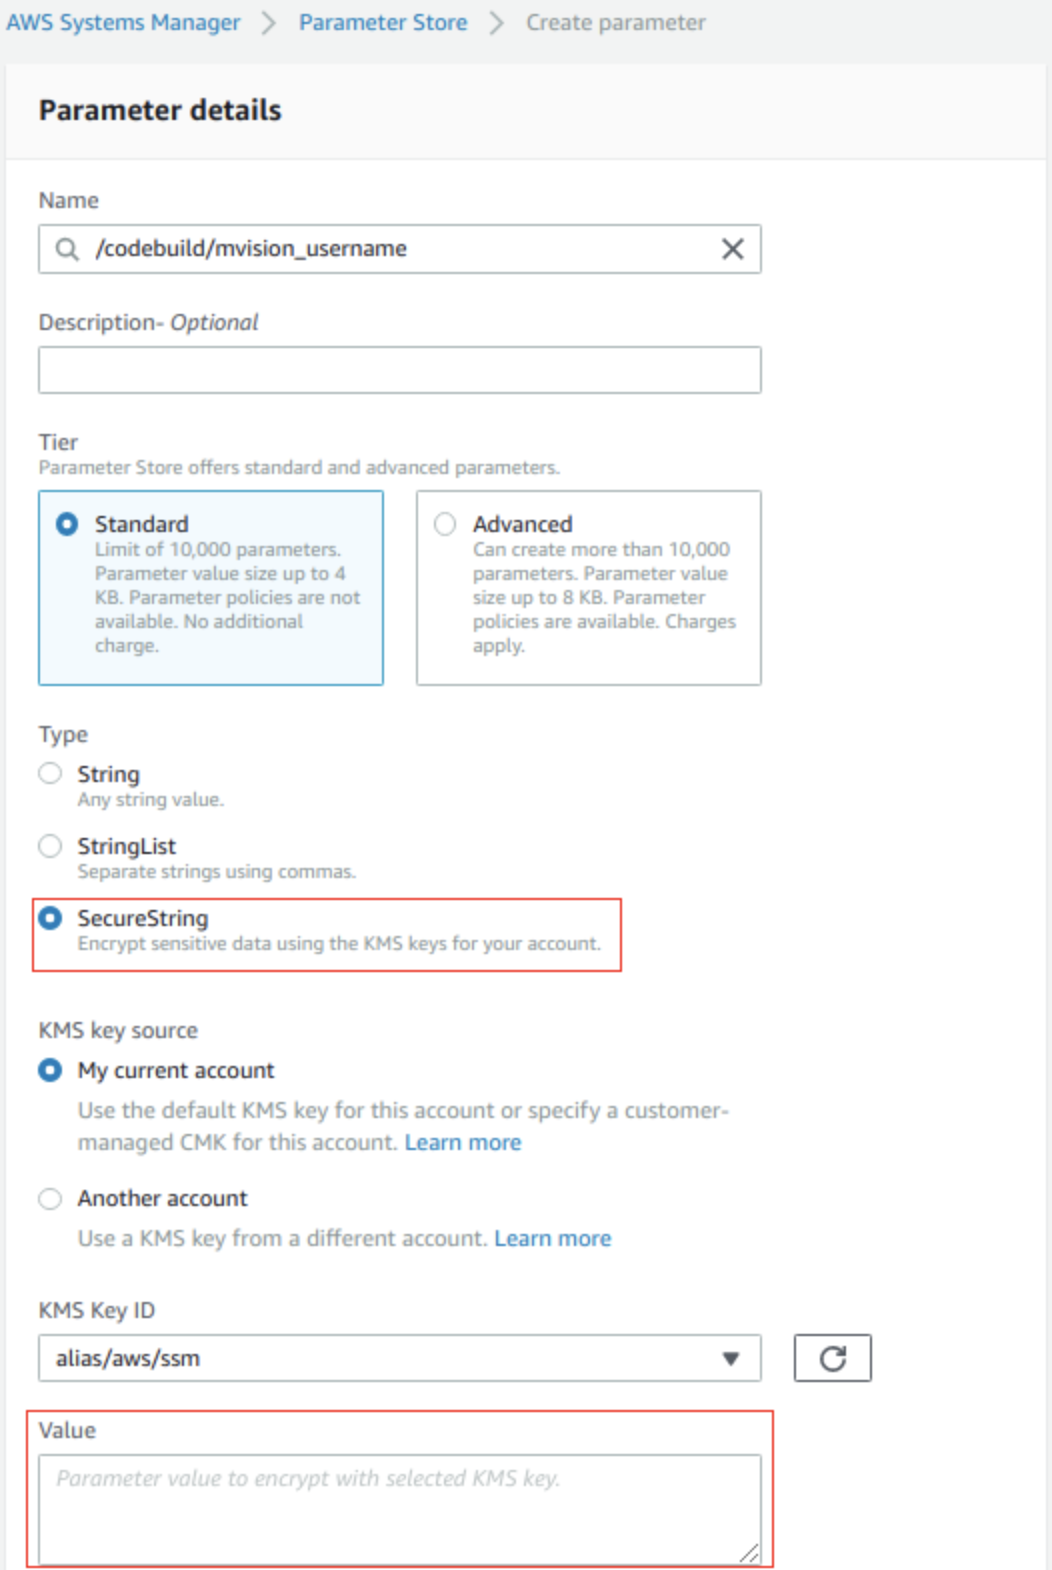 AWS Systems Manager > Parameter Store > Create parameter
Parameter details
Name
/codebuild/mvision_username
Description- Optional
Tier
Parameter Store offers standard and advanced parameters.
Standard
Limit of 10,000 parameters.
Parameter value size up to 4
KB. Parameter policies are not
available. No additional
charge.
Advanced
Can create more than 10,000
parameters. Parameter value
size up to 8 KB. Parameter
policies are available. Charges
apply.
Type
String
Any string value.
StringList
Separate strings using commas.
SecureString
Encrypt sensitive data using the KMS keys for your account.
KMS key source
My current account
Use the default KMS key for this account or specify a customer-
managed CMK for this account. Learn more
Another account
Use a KMS key from a different account. Learn more
KMS Key ID
alias/aws/ssm
Value
Parameter value to encrypt with selected KMS key.